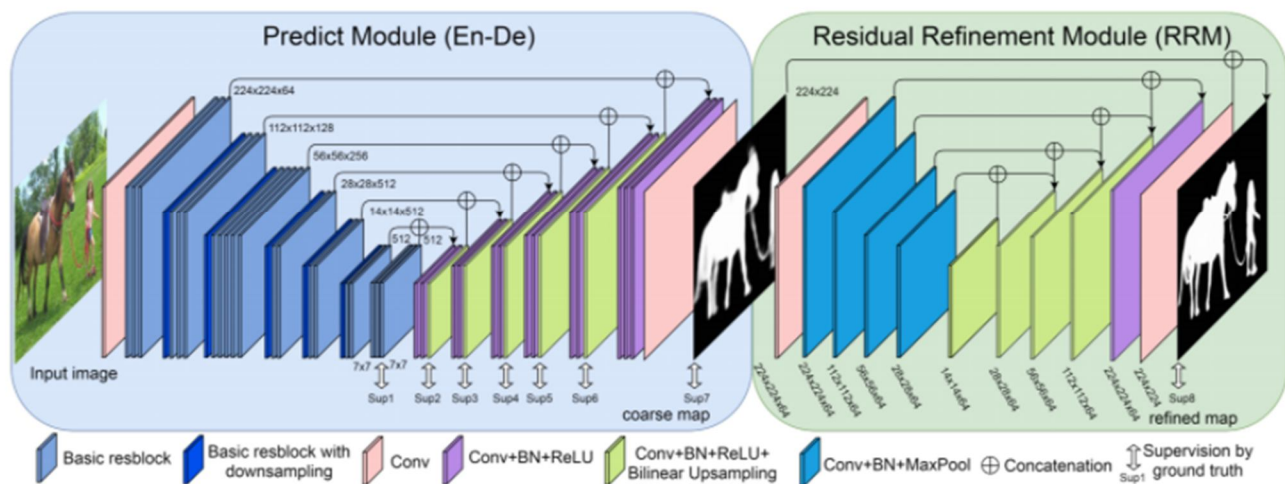 Predict Module (En-De)
Residual Refinement Module (RRM)
224x224x64
112x112x128
56x56x256
28x28x512
14x14x512
512
512
7x7
7x7
Input image
Sup1
Sup2
Sup3
Sup4
Sup5
Sup6
Sup7
coarse map
224x224
224x224x64
224x224x64
112x112x64
56x56x64
28x28x64
14x14x64
28x28x64
56x56x64
112x112x64
224x224x64
224x224
Sup8
refined map
Basic resblock
Basic resblock with
downsampling
Conv
Conv+BN+ReLU
Conv+BN+ReLU+
Bilinear Upsampling
Conv+BN+MaxPool
Concatenation
Sup1
Supervision by
ground truth